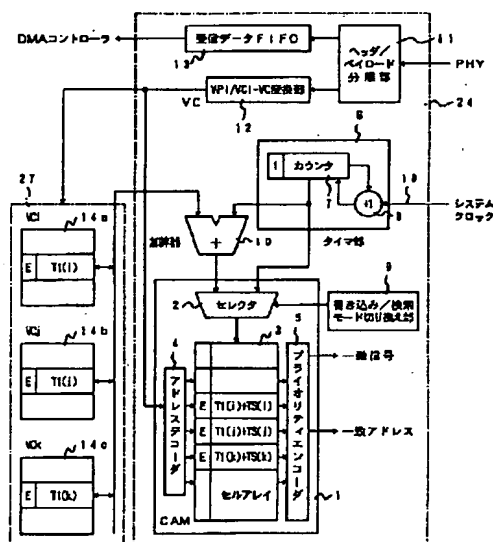 DMAコントローラ
受信データFIFO
13
ヘッダ/
ペイロード
分離部
11
PHY
VC
VPI/VCI-VC変換部
12
24
6
1
カウンタ
7
+1
8
18
システム
クロック
タイマ部
27
VCi
14a
E
T1(i)
VCj
14b
E
T1(j)
VCk
14c
E
T1(k)
加算器
+
10
セレクタ
2
9
書き込み/検索
モード切り換え部
4
アドレスデコーダ
3
E
T1(i)+TS(i)
E
T1(j)+TS(j)
E
T1(k)+TS(k)
セルアレイ
5
プライオリティエンコーダ
一致信号
一致アドレス
1
CAM